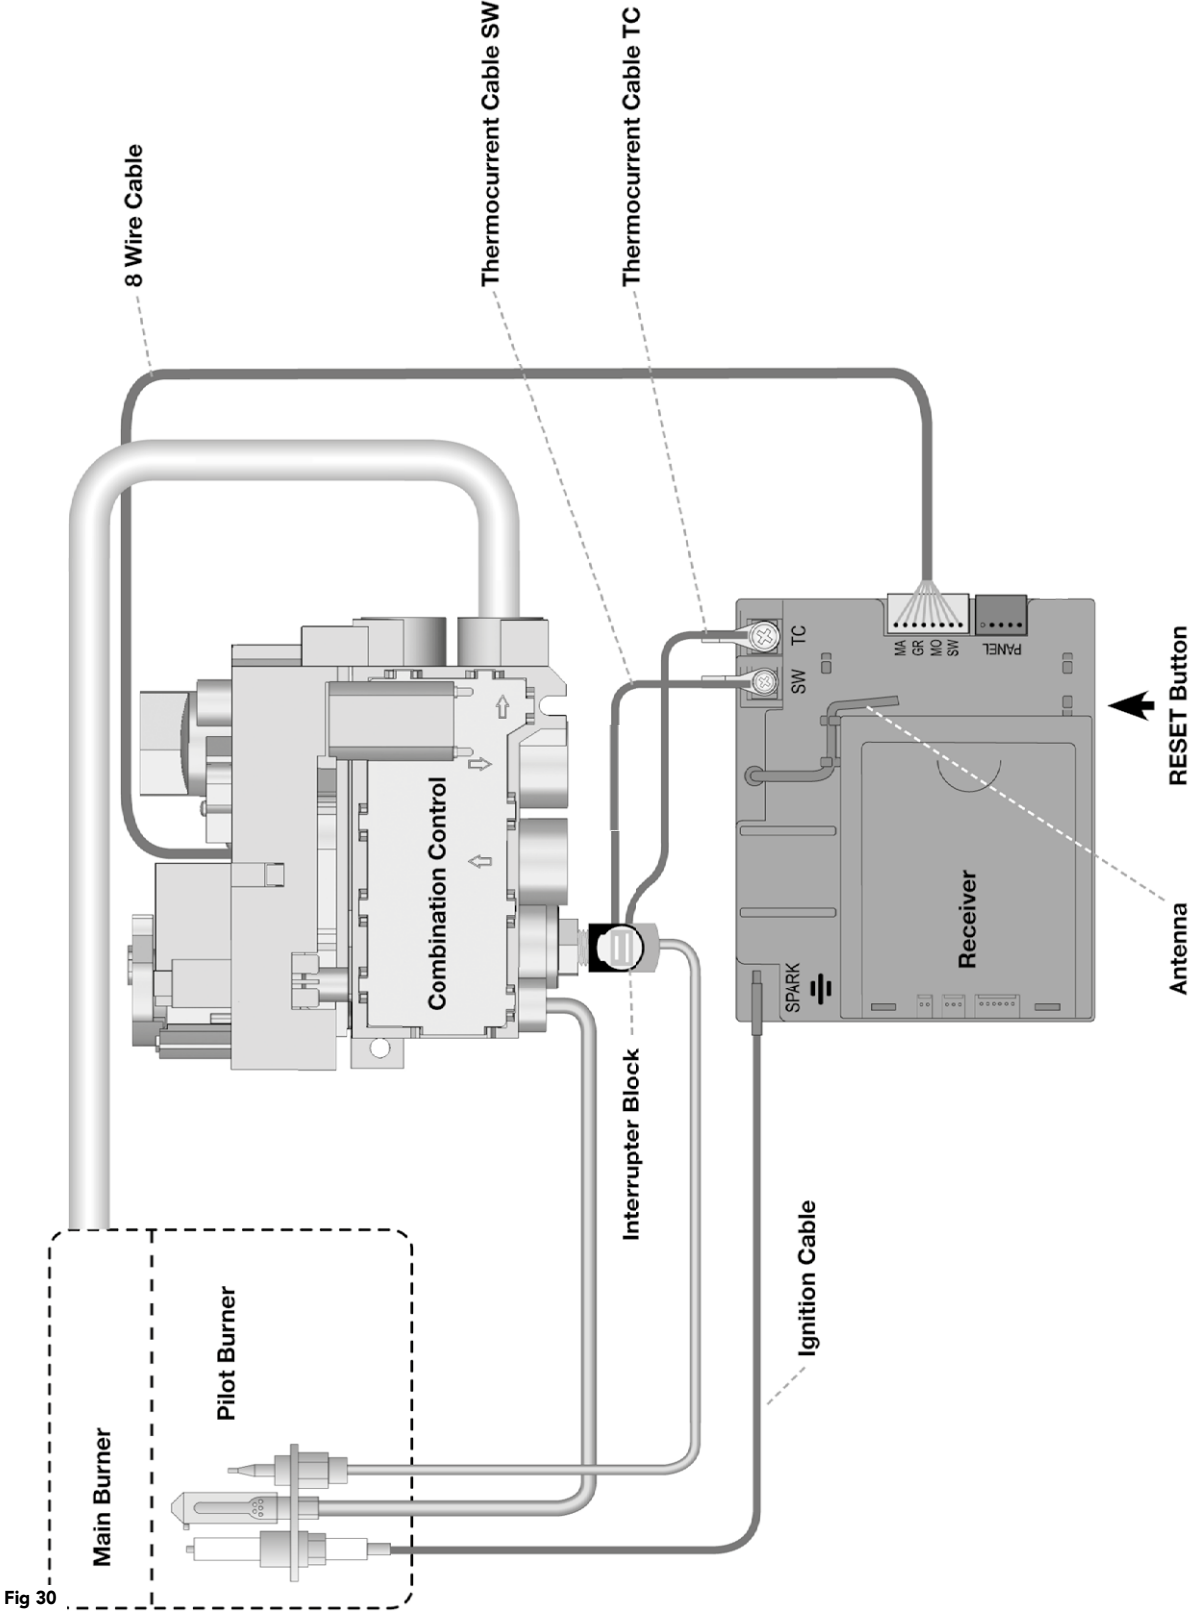 8 Wire Cable
Thermocurrent Cable SW
Thermocurrent Cable TC
Combination Control
TC
SW
MA
GR
MO
SW
PANEL
RESET Button
Antenna
Receiver
SPARK
Interrupter Block
Ignition Cable
Pilot Burner
Main Burner
Fig 30